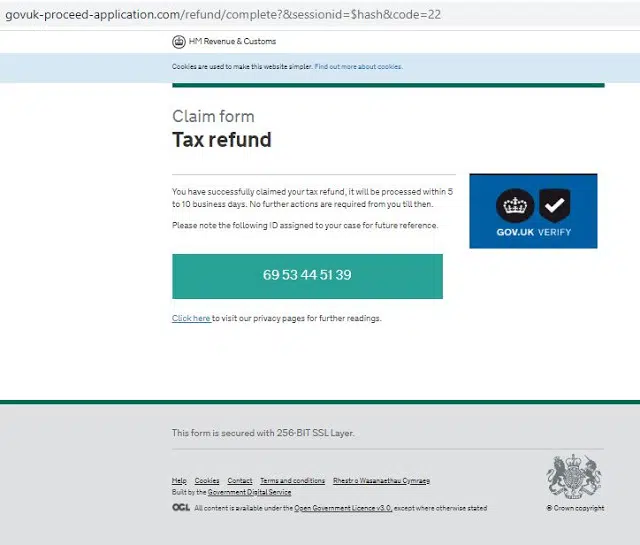 govuk-proceed-application.com/refund/complete?&sessionid=$hash&code=22
HM Revenue & Customs
Cookies are used to make this website simpler. Find out more about cookies.
Claim form
Tax refund
You have successfully claimed your tax refund, it will be processed within 5
to 10 business days. No further actions are required from you till then.
Please note the following ID assigned to your case for future reference.
GOV.UK VERIFY
69 53 44 51 39
Click here to visit our privacy pages for further readings.
This form is secured with 256-BIT SSL Layer.
Help Cookies Contact Terms and conditions Rhestr o Wasanaethau Cymraeg
Built by the Government Digital Service
OGL All content is available under the Open Government Licence v3.0, except where otherwise stated
© Crown copyright